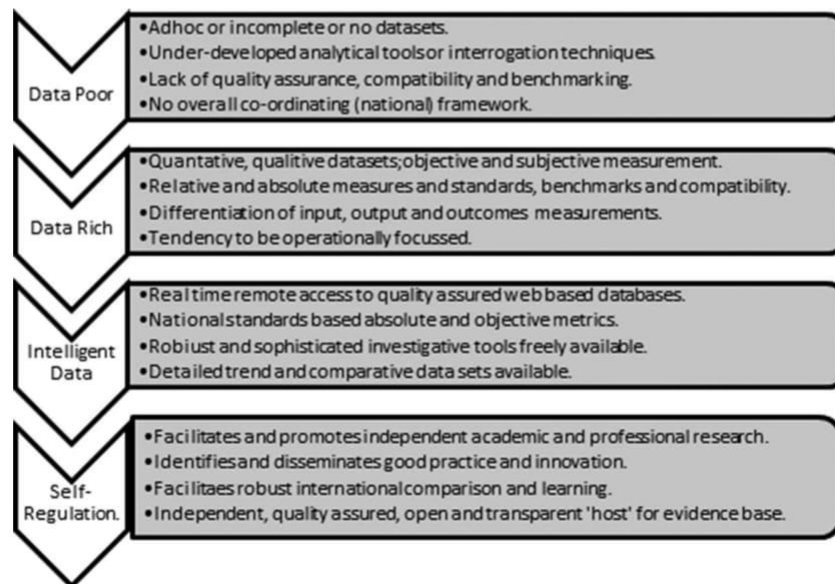 Data Poor
•Adhoc or incomplete or no datasets.
•Under-developed analytical tools or interrogation techniques.
•Lack of quality assurance, compatibility and benchmarking.
•No overall co-ordinating (national) framework.
Data Rich
•Quantative, qualitive datasets;objective and subjective measurement.
•Relative and absolute measures and standards, benchmarks and compatibility.
•Differentiation of input, output and outcomes measurements.
•Tendency to be operationally focussed.
Intelligent
Data
•Real time remote access to quality assured web based databases.
•National standards based absolute and objective metrics.
•Robiust and sophisticated investigative tools freely available.
•Detailed trend and comparative data sets available.
Self-
Regulation.
•Facilitates and promotes independent academic and professional research.
•Identifies and disseminates good practice and innovation.
•Facilitaes robust international comparison and learning.
•Independent, quality assured, open and transparent 'host' for evidence base.